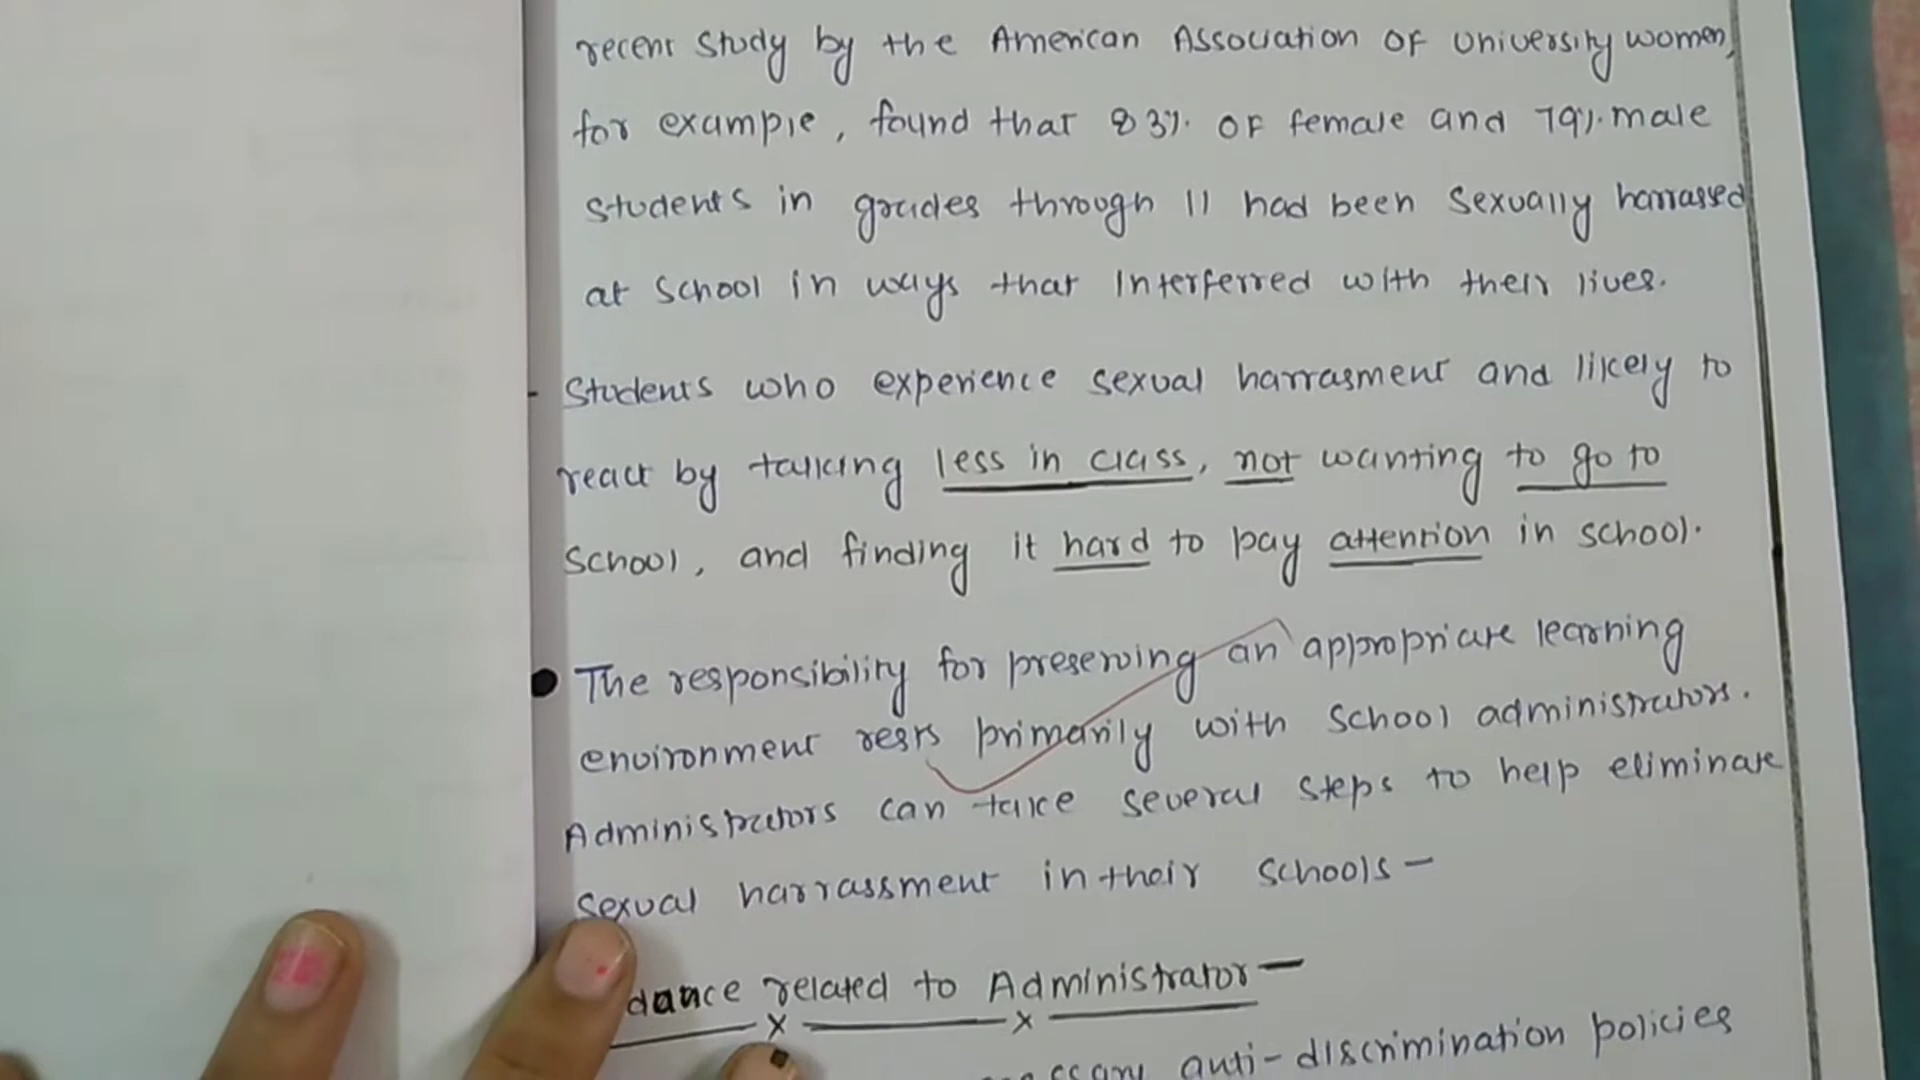 recent study by the American Association of University women,
for example, found that 83% of female and 79% male
students in grades through 11 had been sexually harrassed
at school in ways that Interferred with their lives.
- Students who experience sexual harrasment and likely to
react by talking less in class, not wanting to go to
school, and finding it hard to pay attention in school.
● The responsibility for preserving an appropriate learning
environment rests primarily with school administrators.
Administrators can take several steps to help eliminate
sexual harrassment in their schools –
dance related to Administrator –
anti-discrimination policies